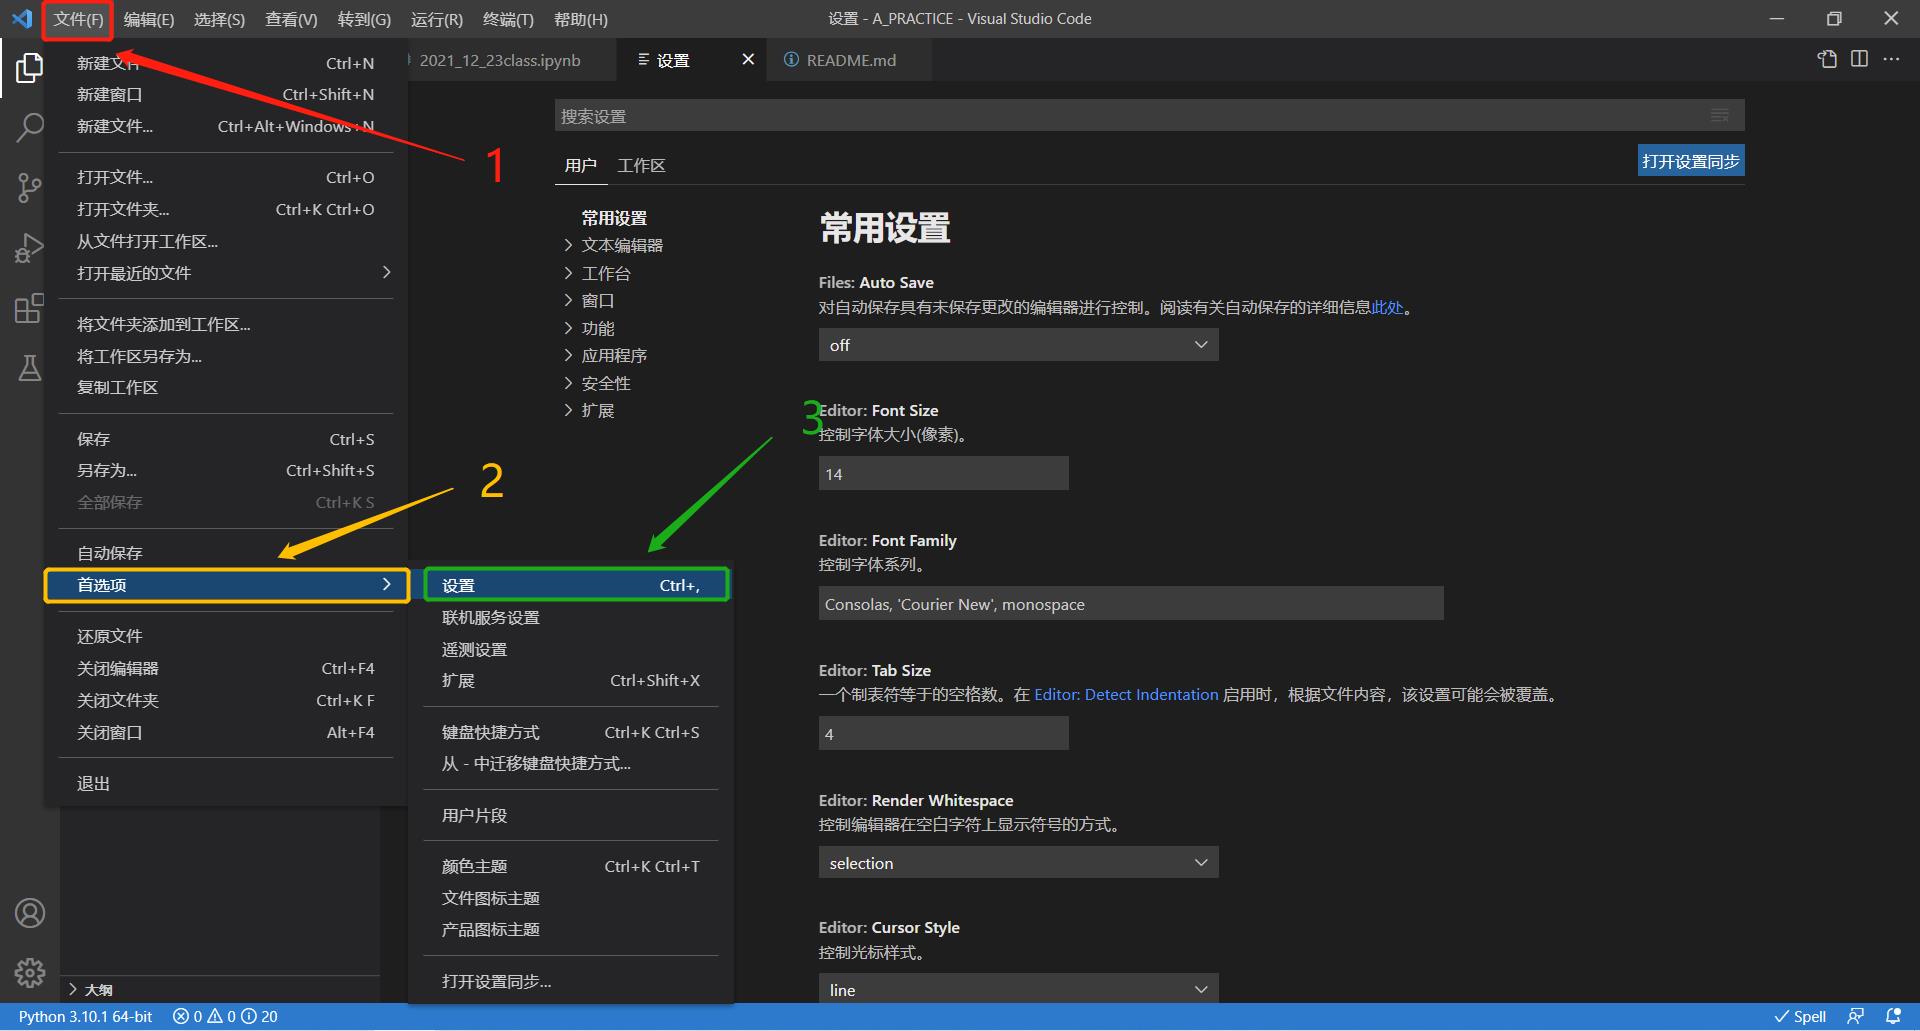 文件(F) 编辑(E) 选择(S) 查看(V) 转到(G) 运行(R) 终端(T) 帮助(H)
设置 - A_PRACTICE - Visual Studio Code
2021_12_23class.ipynb
设置
README.md
新建文件 Ctrl+N
新建窗口 Ctrl+Shift+N
新建文件... Ctrl+Alt+Windows+N
打开文件... Ctrl+O
打开文件夹... Ctrl+K Ctrl+O
从文件打开工作区...
打开最近的文件
将文件夹添加到工作区...
将工作区另存为...
复制工作区
保存 Ctrl+S
另存为... Ctrl+Shift+S
全部保存 Ctrl+K S
自动保存
首选项
还原文件
关闭编辑器 Ctrl+F4
关闭文件夹 Ctrl+K F
关闭窗口 Alt+F4
退出
大纲
1
2
3
设置 Ctrl+,
联机服务设置
遥测设置
扩展 Ctrl+Shift+X
键盘快捷方式 Ctrl+K Ctrl+S
从 - 中迁移键盘快捷方式...
用户片段
颜色主题 Ctrl+K Ctrl+T
文件图标主题
产品图标主题
打开设置同步...
搜索设置
用户 工作区
打开设置同步
常用设置
文本编辑器
工作台
窗口
功能
应用程序
安全性
扩展
常用设置
Files: Auto Save
对自动保存具有未保存更改的编辑器进行控制。阅读有关自动保存的详细信息此处。
off
Editor: Font Size
控制字体大小(像素)。
14
Editor: Font Family
控制字体系列。
Consolas, 'Courier New', monospace
Editor: Tab Size
一个制表符等于的空格数。在 Editor: Detect Indentation 启用时，根据文件内容，该设置可能会被覆盖。
4
Editor: Render Whitespace
控制编辑器在空白字符上显示符号的方式。
selection
Editor: Cursor Style
控制光标样式。
line
Python 3.10.1 64-bit 0 0 20
Spell